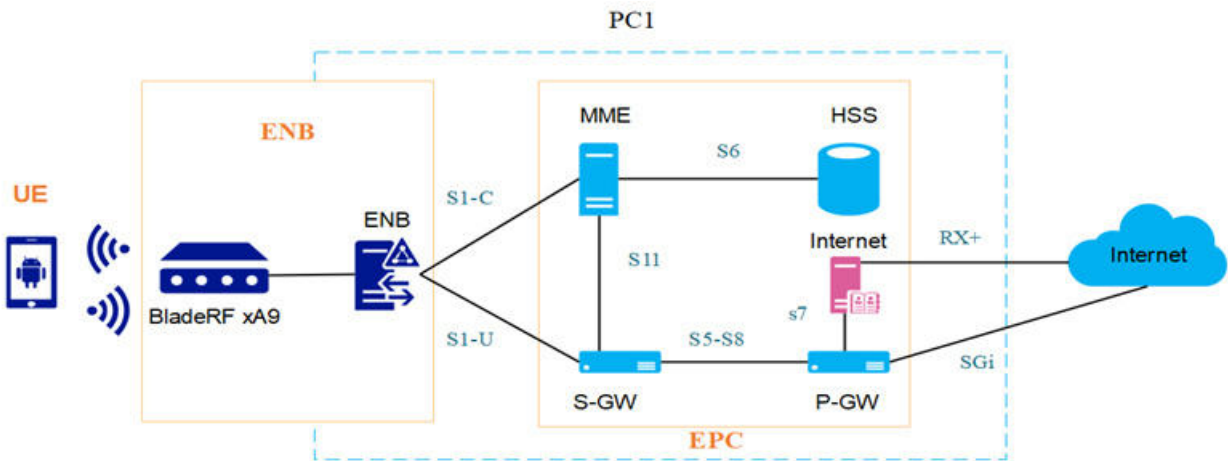 PC1
ENB
MME
HSS
S6
UE
S1-C
ENB
Internet
RX+
Internet
S11
BladeRF xA9
s7
S1-U
S5-S8
SGi
S-GW
P-GW
EPC